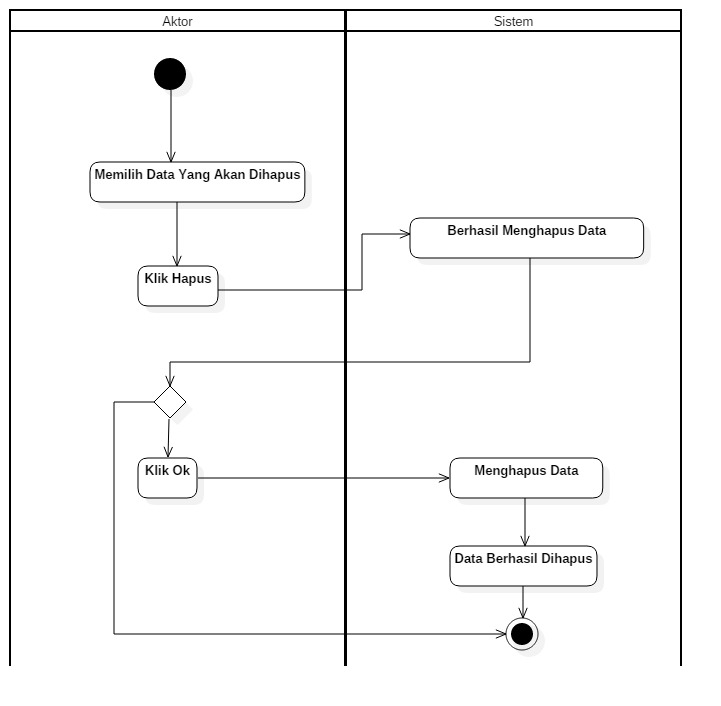 Aktor
Sistem
Memilih Data Yang Akan Dihapus
Berhasil Menghapus Data
Klik Hapus
Klik Ok
Menghapus Data
Data Berhasil Dihapus